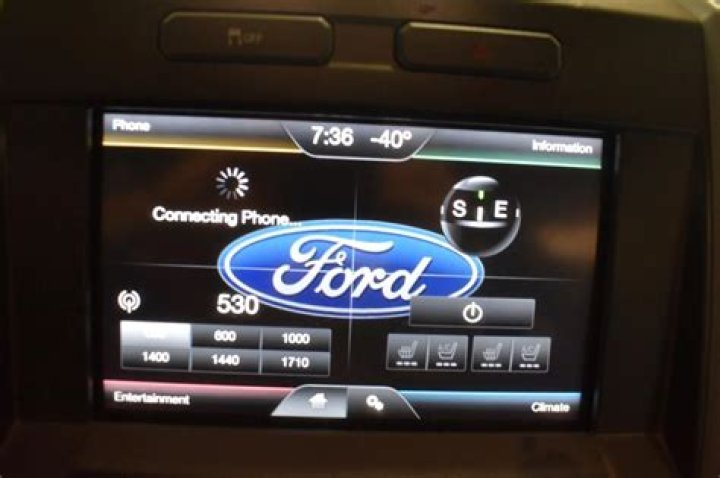 OFF
Phone
7:36 -40°
Information
Connecting Phone...
S E
Ford
530
600 1000
1400 1440 1710
Entertainment
Climate